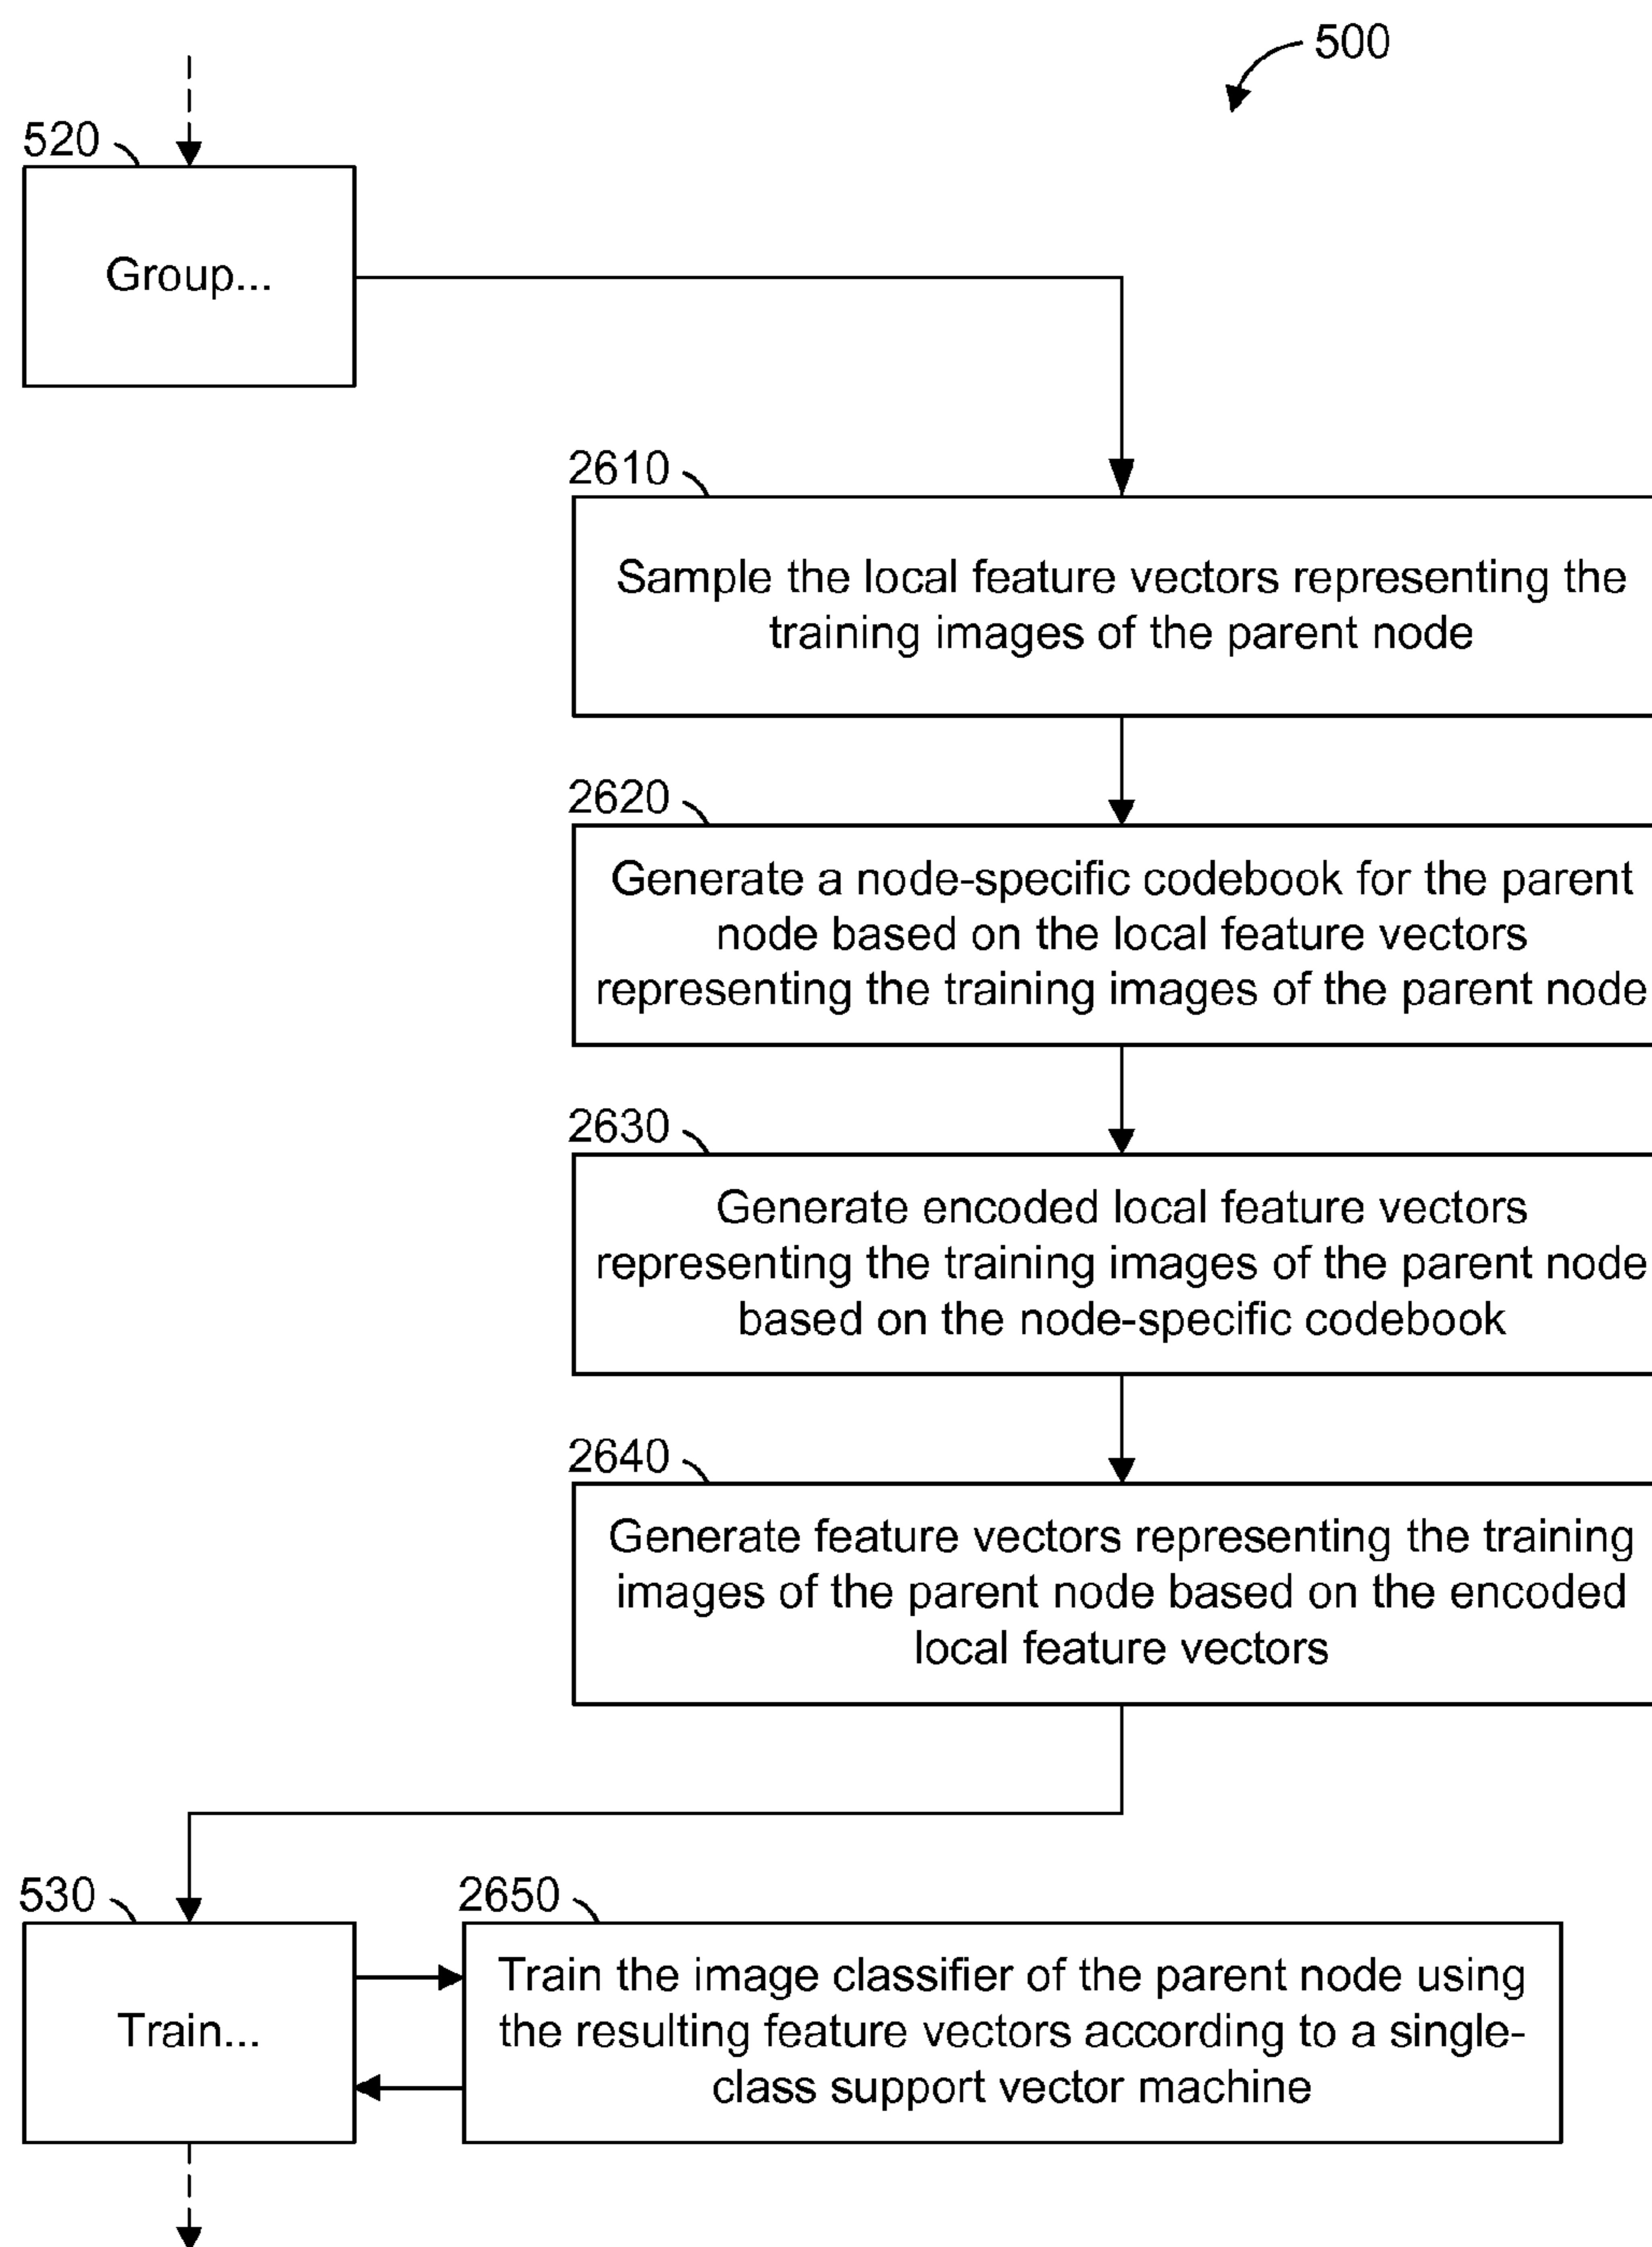 500
520
Group...
2610
Sample the local feature vectors representing the
training images of the parent node
2620
Generate a node-specific codebook for the parent
node based on the local feature vectors
representing the training images of the parent node
2630
Generate encoded local feature vectors
representing the training images of the parent node
based on the node-specific codebook
2640
Generate feature vectors representing the training
images of the parent node based on the encoded
local feature vectors
530
Train...
2650
Train the image classifier of the parent node using
the resulting feature vectors according to a single-
class support vector machine